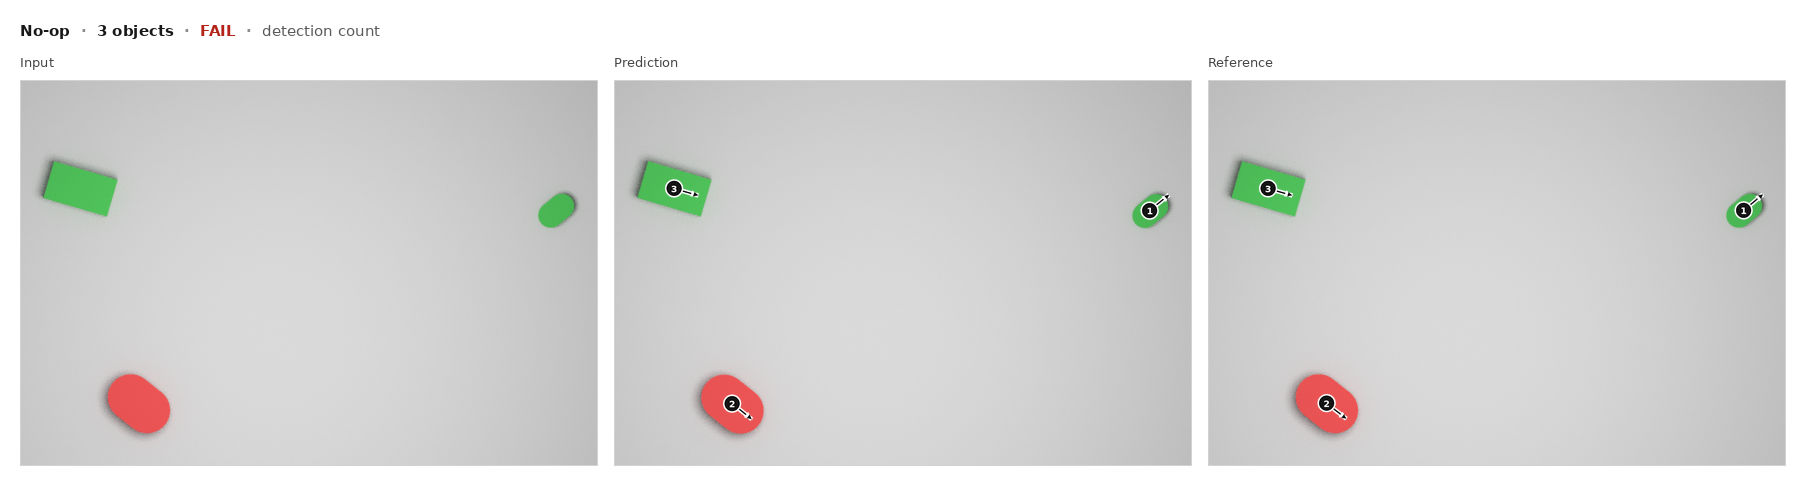 No-op · 3 objects · FAIL · detection count
Input
Prediction
Reference
3
1
2
3
1
2